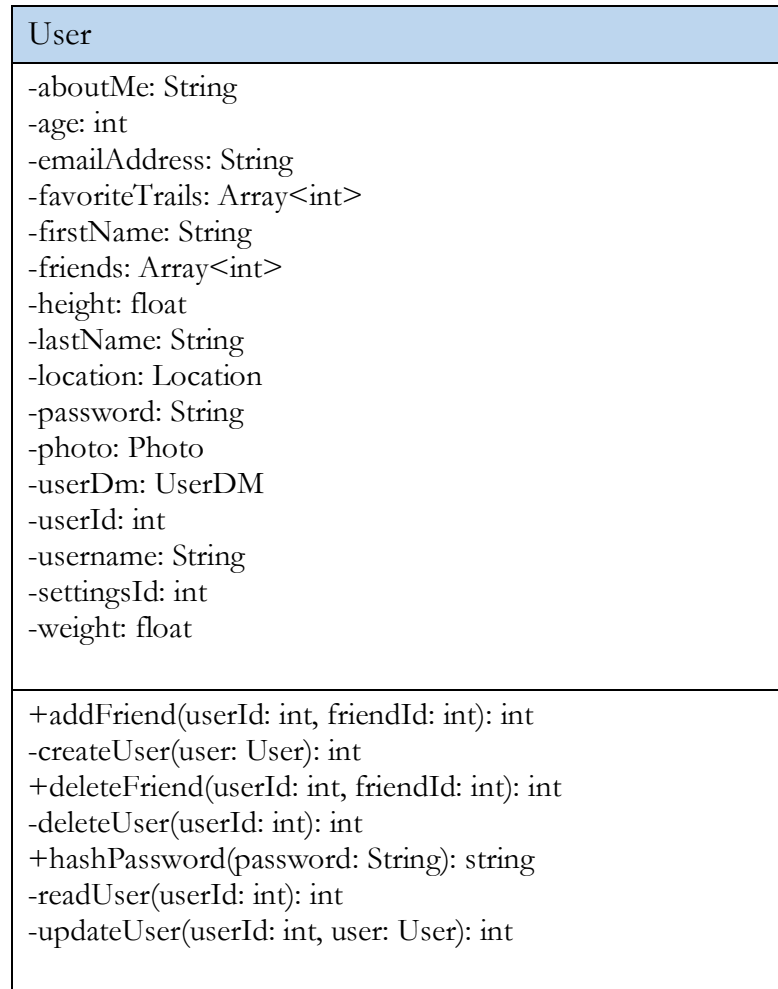 User
-aboutMe: String
-age: int
-emailAddress: String
-favoriteTrails: Array<int>
-firstName: String
-friends: Array<int>
-height: float
-lastName: String
-location: Location
-password: String
-photo: Photo
-userDm: UserDM
-userId: int
-username: String
-settingsId: int
-weight: float
+addFriend(userId: int, friendId: int): int
-createUser(user: User): int
+deleteFriend(userId: int, friendId: int): int
-deleteUser(userId: int): int
+hashPassword(password: String): string
-readUser(userId: int): int
-updateUser(userId: int, user: User): int